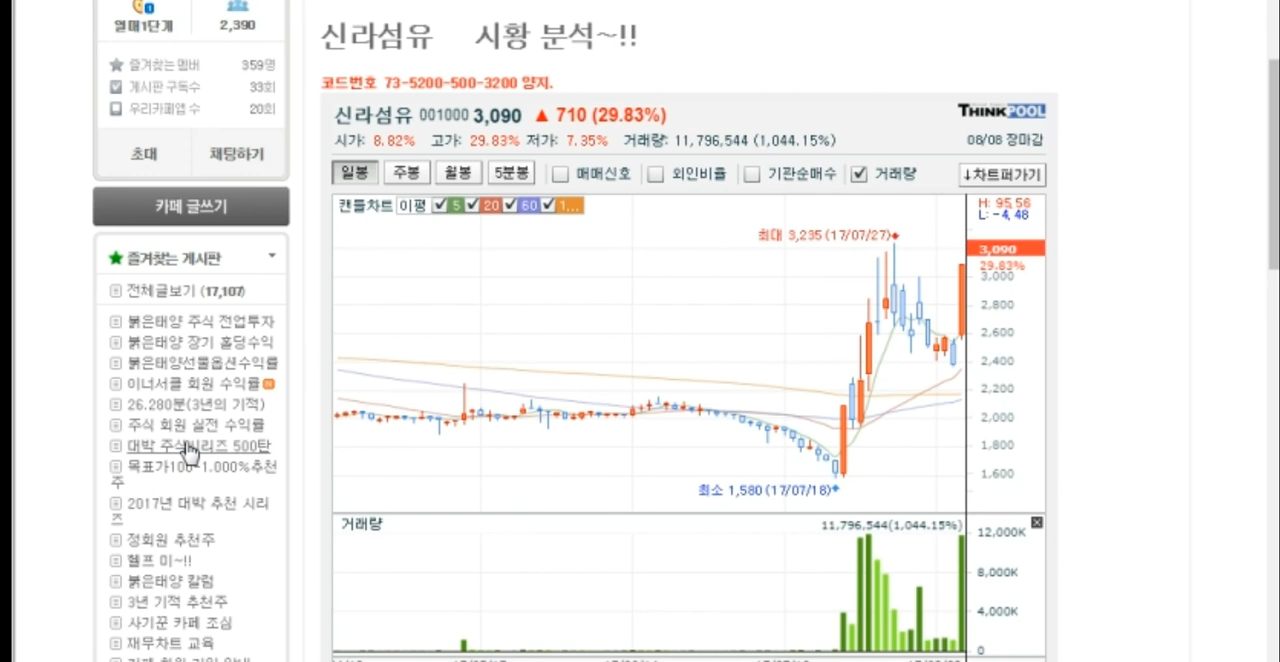 열매1단계
2,390
즐겨찾는 멤버 359명
게시판 구독수 33회
우리카페앱 수 20회
초대 채팅하기
카페 글쓰기
즐겨찾는 게시판
전체글보기 (17,107)
붉은태양 주식 전업투자
붉은태양 장기 홀딩수익
붉은태양선물옵션수익률
이너서클 회원 수익률
26.280분(3년의 기적)
주식 회원 실전 수익률
대박 주식시리즈 500탄
목표가100~1.000%추천
주
2017년 대박 추천 시리
즈
정회원 추천주
헬프 미~!!
붉은태양 칼럼
3년 기적 추천주
사기꾼 카페 조심
재무차트 교육
신라섬유 시황 분석~!!
코드번호 73-5200-500-3200 양지.
신라섬유 001000 3,090 ▲ 710 (29.83%)
THINKPOOL
시가: 8.82% 고가: 29.83% 저가: 7.35% 거래량: 11,796,544 (1,044.15%)
08/08 장마감
일봉 주봉 월봉 5분봉 매매신호 외인비율 기관순매수 거래량 ↓차트퍼가기
캔들차트 이평 5 20 60 1...
H: 95,56
L: -4,48
최대 3,235 (17/07/27)
3,090
29.83%
3,000
2,800
2,600
2,400
2,200
2,000
1,800
1,600
최소 1,580 (17/07/18)
거래량
11,796,544(1,044.15%)
12,000K
8,000K
4,000K
0